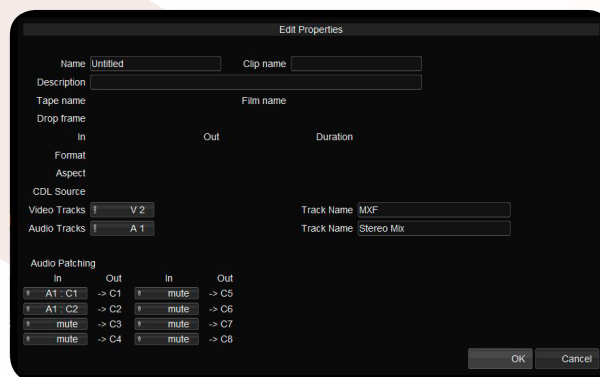 Edit Properties
Name Untitled Clip name
Description
Tape name Film name
Drop frame
In Out Duration
Format
Aspect
CDL Source
Video Tracks V 2 Track Name MXF
Audio Tracks A 1 Track Name Stereo Mix
Audio Patching
In Out In Out
A1 : C1 -> C1 mute -> C5
A1 : C2 -> C2 mute -> C6
mute -> C3 mute -> C7
mute -> C4 mute -> C8
OK Cancel